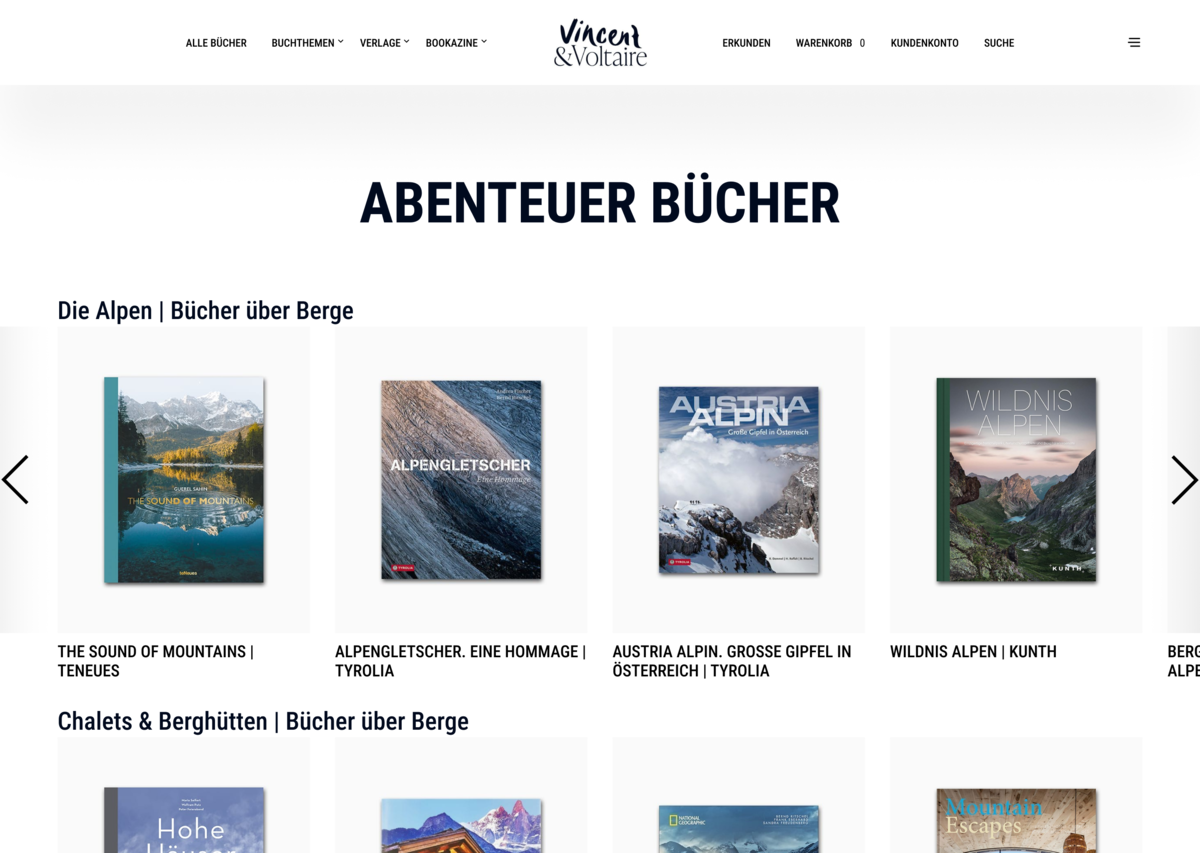 ALLE BÜCHER
BUCHTHEMEN
VERLAGE
BOOKAZINE
Vincent
&Voltaire
ERKUNDEN
WARENKORB 0
KUNDENKONTO
SUCHE
ABENTEUER BÜCHER
Die Alpen | Bücher über Berge
GUEREL SAHIN
THE SOUND OF MOUNTAINS
teNeues
ALPENGLETSCHER
Eine Hommage
TYROLIA
AUSTRIA
ALPIN
Große Gipfel in Österreich
TYROLIA
WILDNIS
ALPEN
KUNTH
THE SOUND OF MOUNTAINS |
TENEUES
ALPENGLETSCHER. EINE HOMMAGE |
TYROLIA
AUSTRIA ALPIN. GROSSE GIPFEL IN
ÖSTERREICH | TYROLIA
WILDNIS ALPEN | KUNTH
BERG
ALPE
Chalets & Berghütten | Bücher über Berge
Hohe
Häuser
NATIONAL
GEOGRAPHIC
Mountain
Escapes